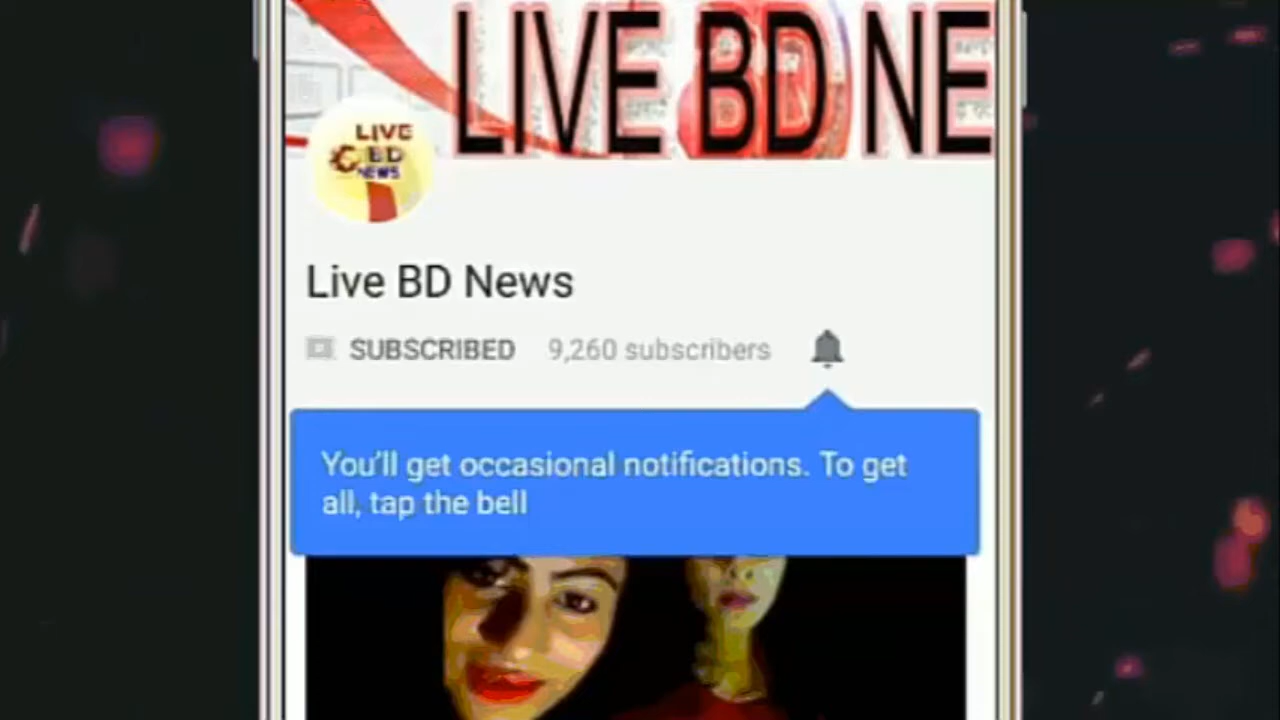 LIVE BD NE
LIVE
BD
NEWS
Live BD News
SUBSCRIBED 9,260 subscribers
You'll get occasional notifications. To get
all, tap the bell